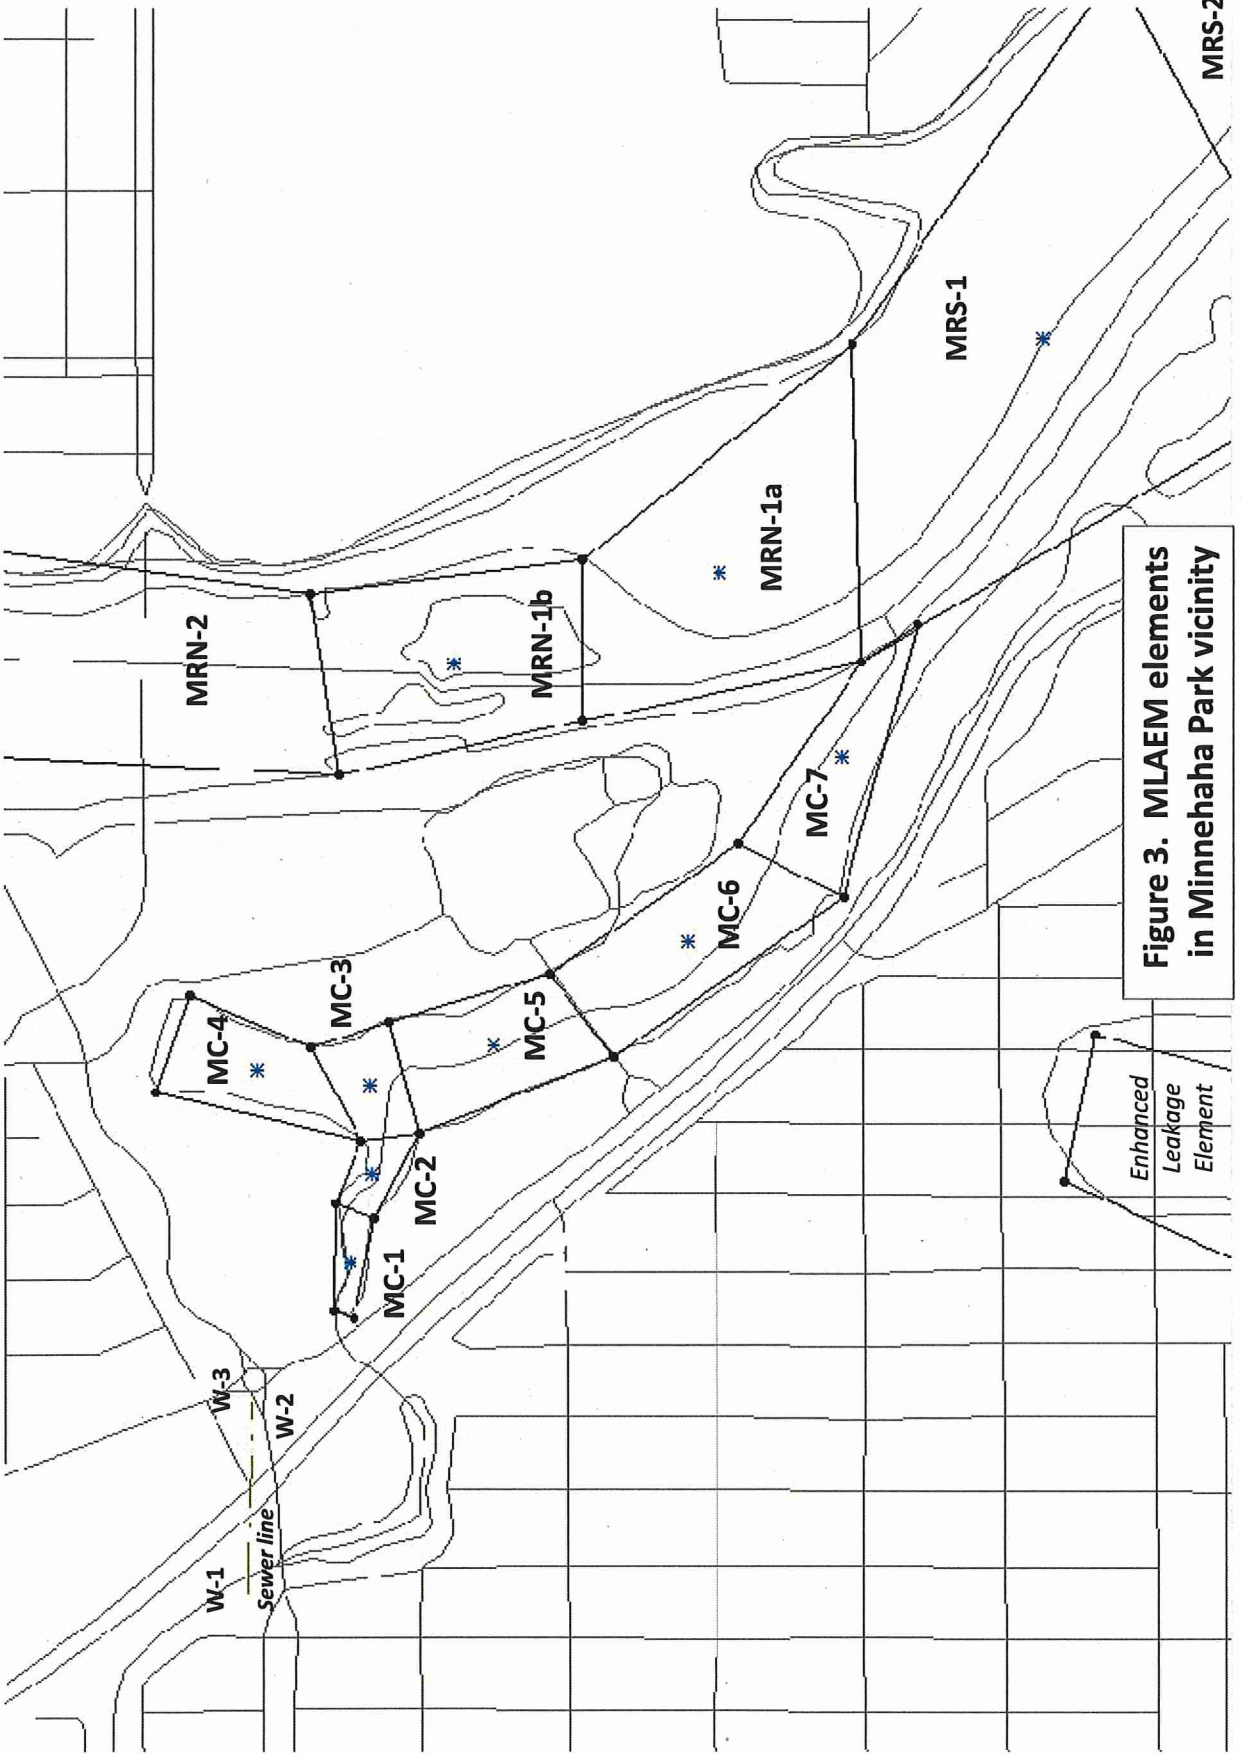 W-1
Sewer line
W-2
W-3
MC-1
MC-2
MC-3
MC-4
MC-5
MC-6
MC-7
MRN-2
MRN-1b
MRN-1a
MRS-1
MRS-2
Enhanced
Leakage
Element
Figure 3. MLAEM elements
in Minnehaha Park vicinity